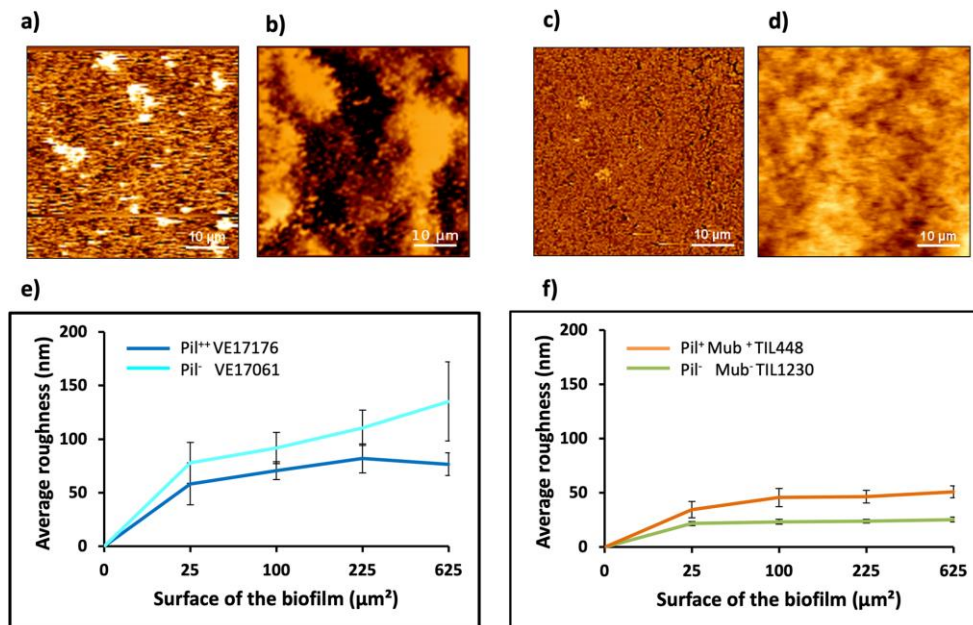 a)
b)
c)
d)
10 µm
10 µm
10 µm
10 µm
e)
f)
200
150
100
50
0
Average roughness (nm)
Pil⁺⁺ VE17176
Pil⁻ VE17061
0 25 100 225 625
Surface of the biofilm (µm²)
200
150
100
50
0
Average roughness (nm)
Pil⁺ Mub ⁺ TIL448
Pil⁻ Mub⁻ TIL1230
0 25 100 225 625
Surface of the biofilm (µm²)